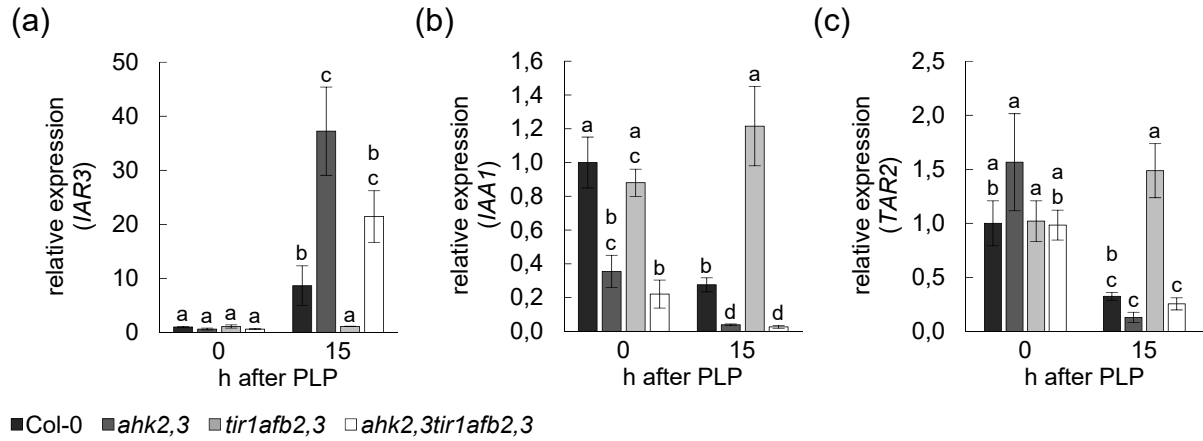 (a)
relative expression
(IAR3)
50
40
30
20
10
0
a
a
a
a
b
c
a
b
c
0
15
h after PLP
(b)
relative expression
(IAA1)
1,6
1,4
1,2
1,0
0,8
0,6
0,4
0,2
0,0
a
b
c
a
c
b
b
d
a
d
0
15
h after PLP
(c)
relative expression
(TAR2)
2,5
2,0
1,5
1,0
0,5
0,0
a
b
a
a
a
b
b
c
c
a
c
0
15
h after PLP
Col-0 ahk2,3 tir1afb2,3 ahk2,3tir1afb2,3